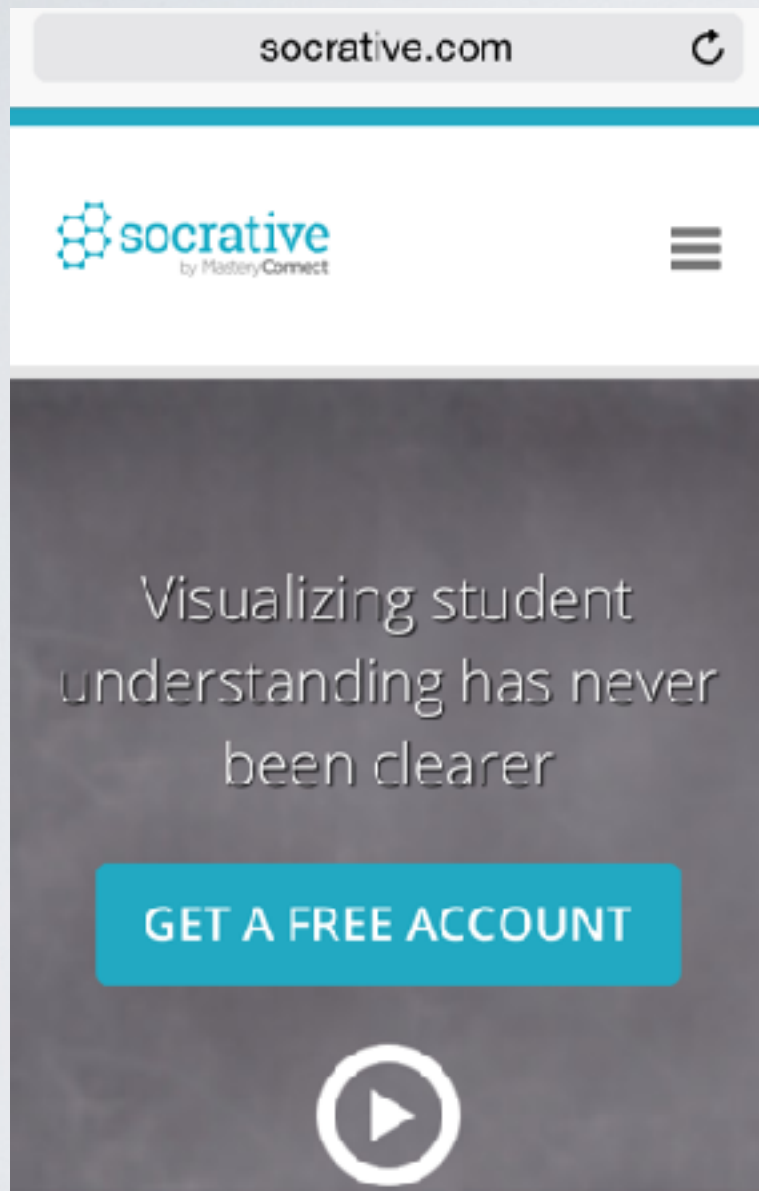 socrative.com
socrative
by MasteryConnect
Visualizing student
understanding has never
been clearer
GET A FREE ACCOUNT